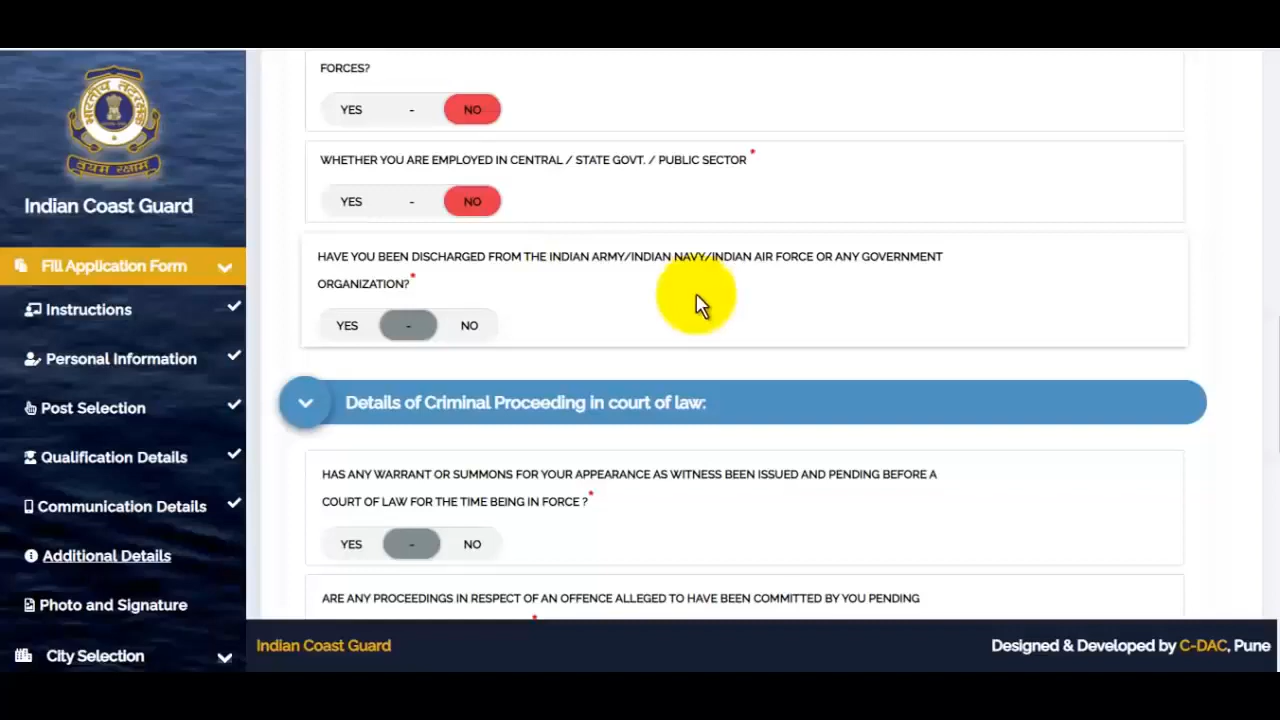 भारतीय तटरक्षक
वयम रक्षामः
Indian Coast Guard
Fill Application Form
Instructions
Personal Information
Post Selection
Qualification Details
Communication Details
Additional Details
Photo and Signature
City Selection
FORCES?
YES - NO
WHETHER YOU ARE EMPLOYED IN CENTRAL / STATE GOVT. / PUBLIC SECTOR *
YES - NO
HAVE YOU BEEN DISCHARGED FROM THE INDIAN ARMY/INDIAN NAVY/INDIAN AIR FORCE OR ANY GOVERNMENT
ORGANIZATION? *
YES - NO
Details of Criminal Proceeding in court of law:
HAS ANY WARRANT OR SUMMONS FOR YOUR APPEARANCE AS WITNESS BEEN ISSUED AND PENDING BEFORE A
COURT OF LAW FOR THE TIME BEING IN FORCE ? *
YES - NO
ARE ANY PROCEEDINGS IN RESPECT OF AN OFFENCE ALLEGED TO HAVE BEEN COMMITTED BY YOU PENDING
*
Indian Coast Guard
Designed & Developed by C-DAC, Pune